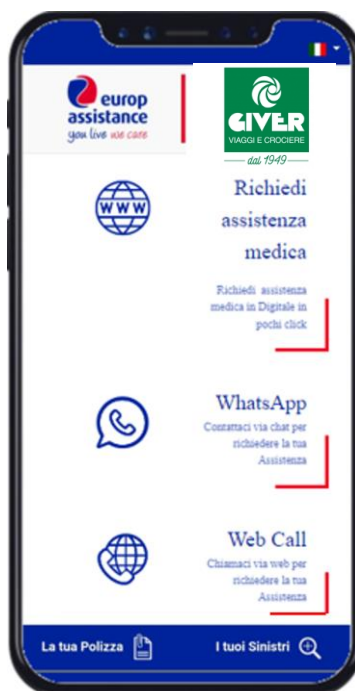 europ
assistance
you live we care
GIVER
VIAGGI E CROCIERE
dal 1949
WWW
Richiedi
assistenza
medica
Richiedi assistenza
medica in Digitale in
pochi click
WhatsApp
Contattaci via chat per
richiedere la tua
Assistenza
Web Call
Chiamaci via web per
richiedere la tua
Assistenza
La tua Polizza
I tuoi Sinistri